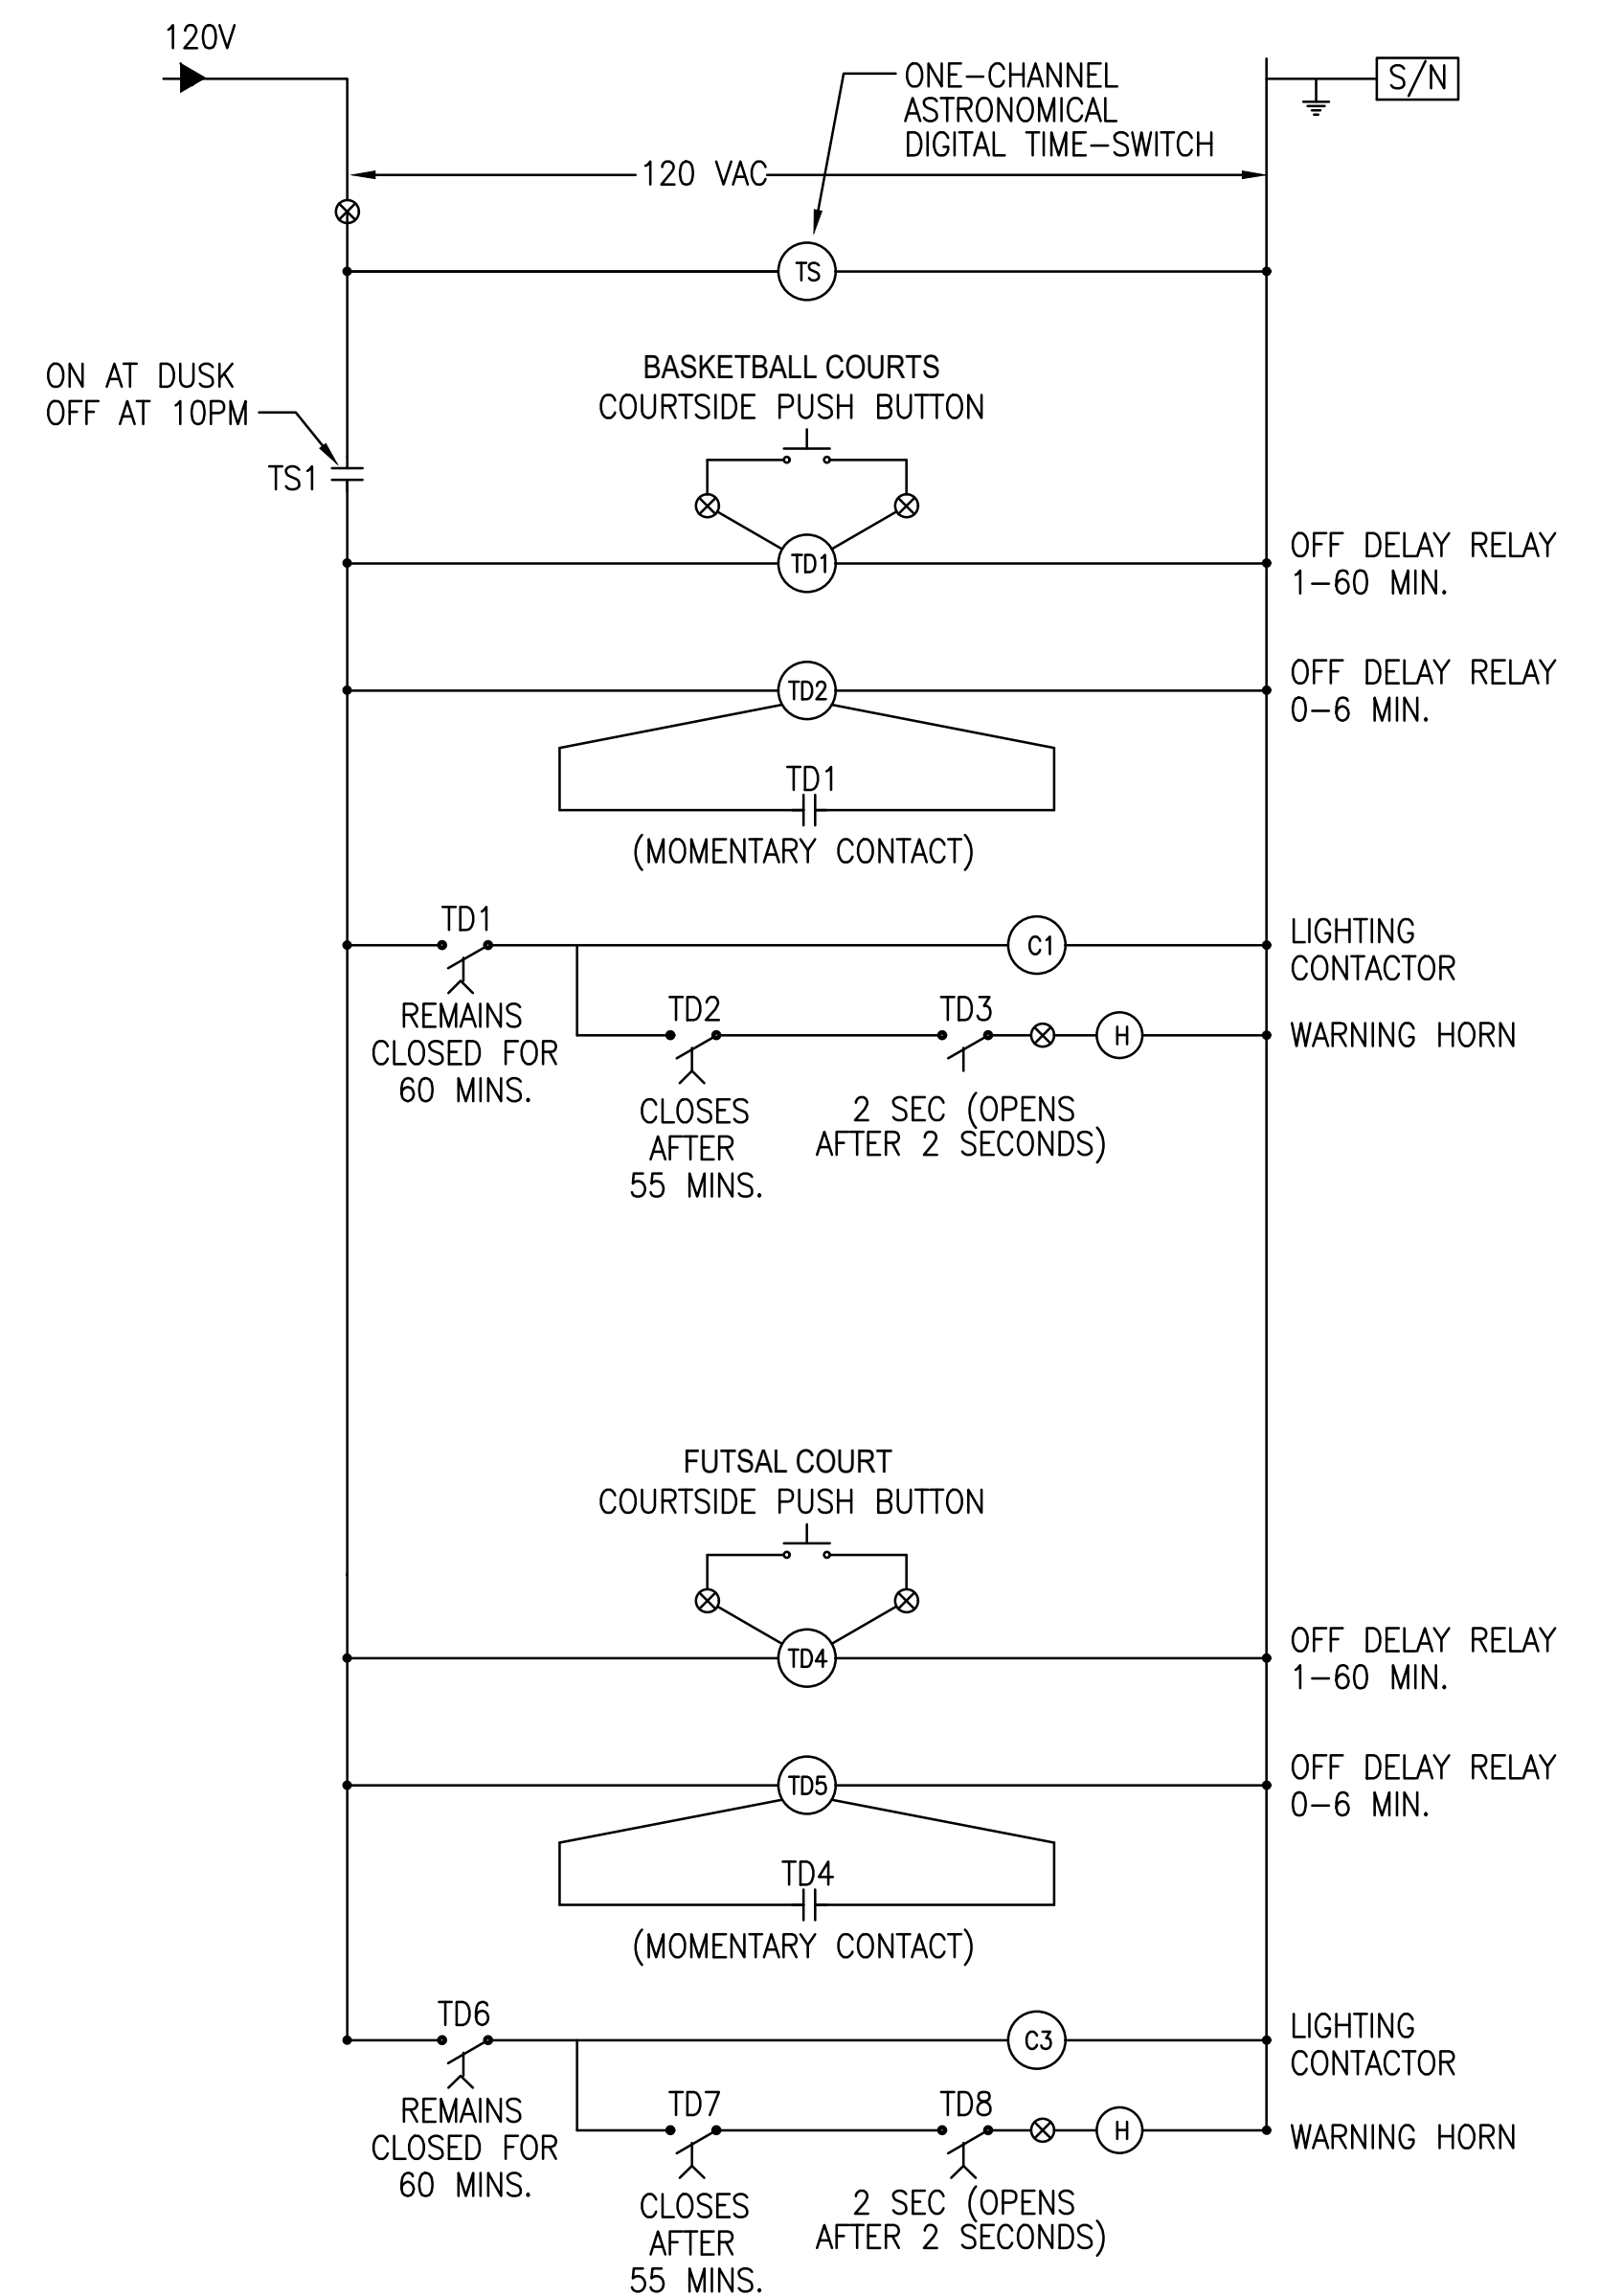 120V
ONE-CHANNEL
ASTRONOMICAL
DIGITAL TIME-SWITCH
S/N
120 VAC
TS
ON AT DUSK
OFF AT 10PM
TS1
BASKETBALL COURTS
COURTSIDE PUSH BUTTON
TD1
OFF DELAY RELAY
1-60 MIN.
TD2
OFF DELAY RELAY
0-6 MIN.
TD1
(MOMENTARY CONTACT)
TD1
C1
LIGHTING
CONTACTOR
REMAINS
CLOSED FOR
60 MINS.
TD2
TD3
H
WARNING HORN
CLOSES
AFTER
55 MINS.
2 SEC (OPENS
AFTER 2 SECONDS)
FUTSAL COURT
COURTSIDE PUSH BUTTON
TD4
OFF DELAY RELAY
1-60 MIN.
TD5
OFF DELAY RELAY
0-6 MIN.
TD4
(MOMENTARY CONTACT)
TD6
C3
LIGHTING
CONTACTOR
REMAINS
CLOSED FOR
60 MINS.
TD7
TD8
H
WARNING HORN
CLOSES
AFTER
55 MINS.
2 SEC (OPENS
AFTER 2 SECONDS)